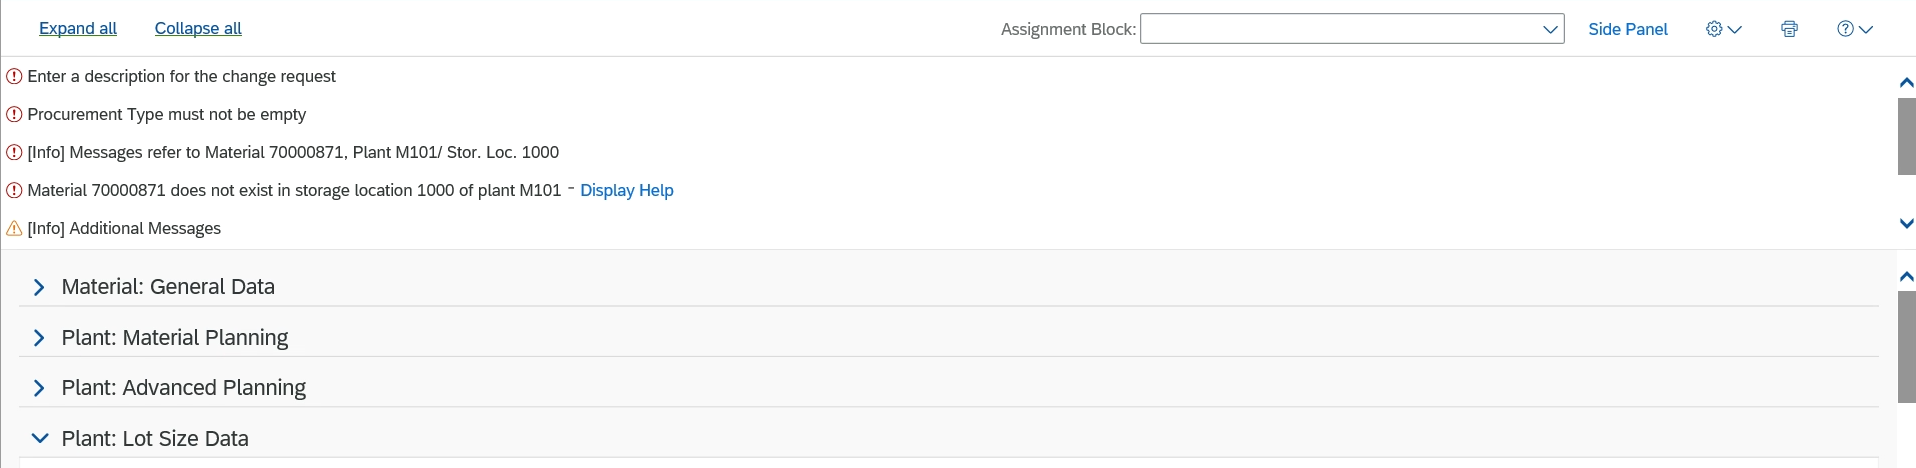 Expand all Collapse all Assignment Block: Side Panel
Enter a description for the change request
Procurement Type must not be empty
[Info] Messages refer to Material 70000871, Plant M101/ Stor. Loc. 1000
Material 70000871 does not exist in storage location 1000 of plant M101 - Display Help
[Info] Additional Messages
Material: General Data
Plant: Material Planning
Plant: Advanced Planning
Plant: Lot Size Data